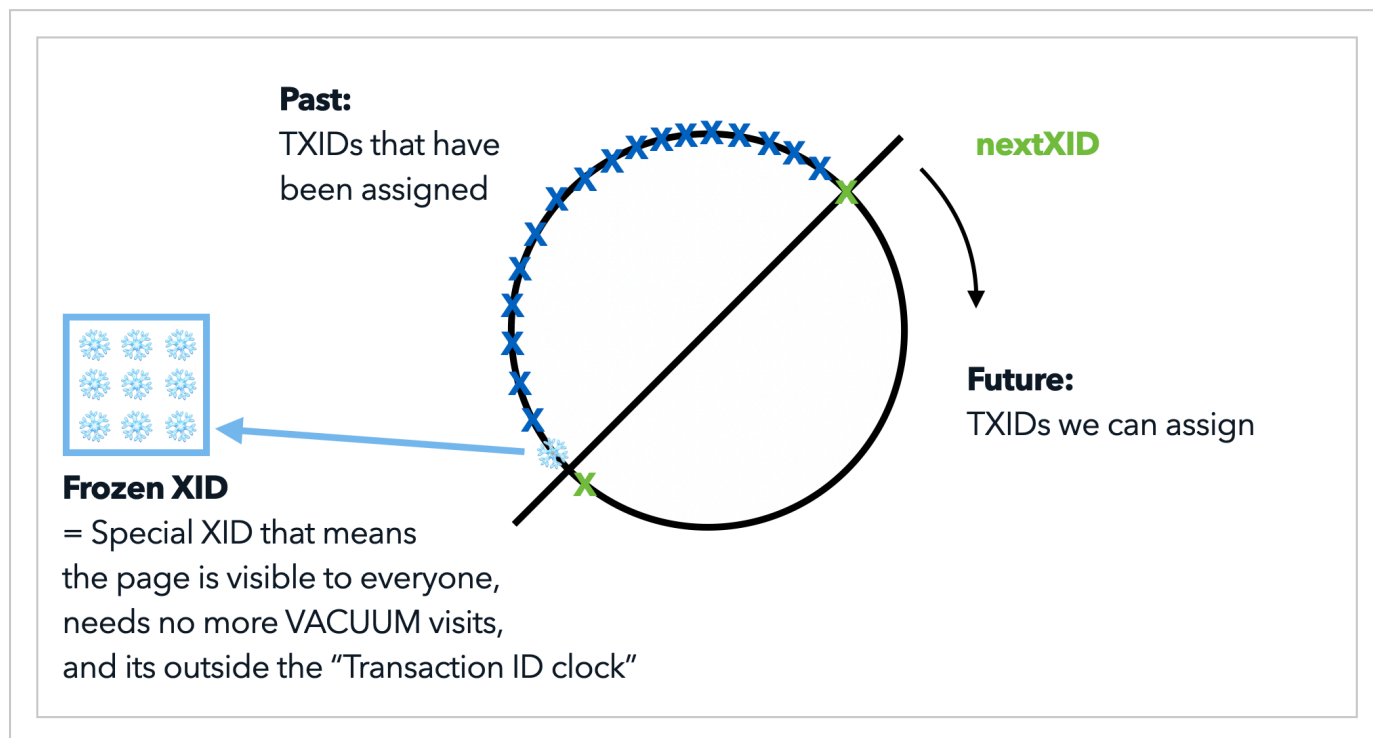 Past:
TXIDs that have
been assigned
nextXID
Future:
TXIDs we can assign
Frozen XID
= Special XID that means
the page is visible to everyone,
needs no more VACUUM visits,
and its outside the “Transaction ID clock”